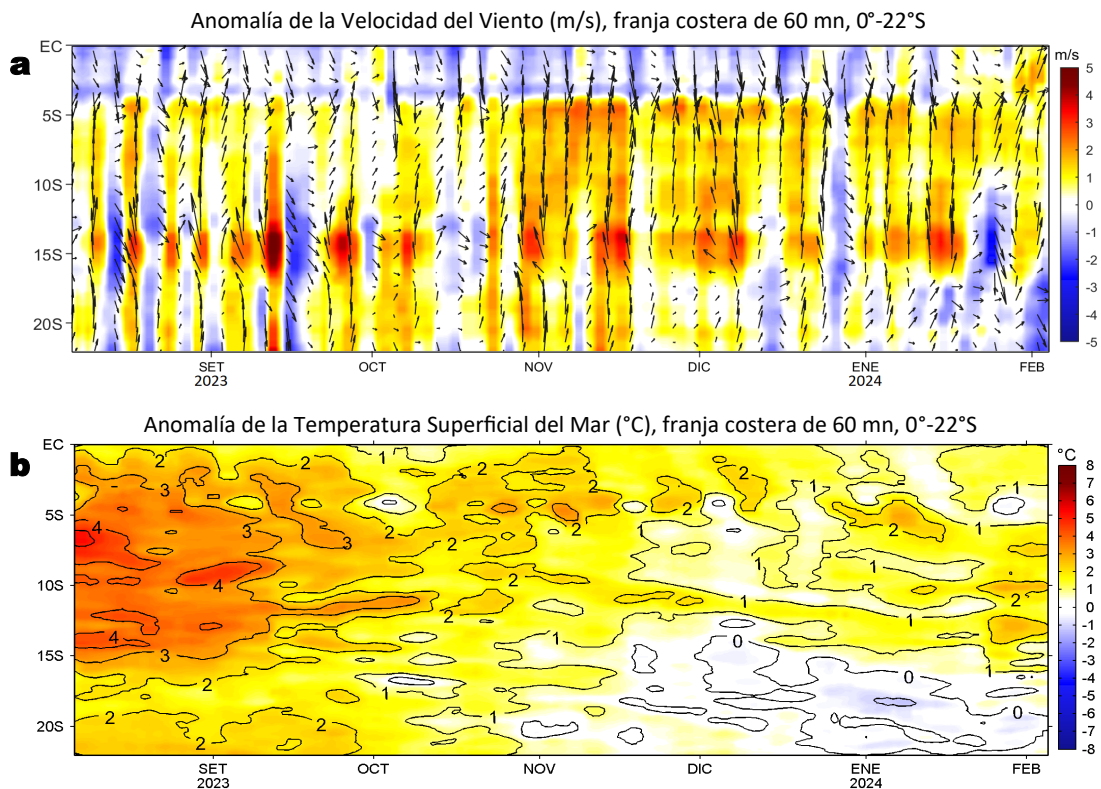 Anomalía de la Velocidad del Viento (m/s), franja costera de 60 mn, 0°-22°S
a
EC
5S
10S
15S
20S
SET
2023
OCT
NOV
DIC
ENE
2024
FEB
m/s
5
4
3
2
1
0
-1
-2
-3
-4
-5
Anomalía de la Temperatura Superficial del Mar (°C), franja costera de 60 mn, 0°-22°S
b
EC
5S
10S
15S
20S
2
1
2
2
2
1
1
3
4
3
3
2
2
2
1
1
2
1
4
2
1
1
2
2
4
3
1
0
0
1
2
2
2
2
1
0
SET
2023
OCT
NOV
DIC
ENE
2024
FEB
°C
8
7
6
5
4
3
2
1
0
-1
-2
-3
-4
-5
-6
-7
-8